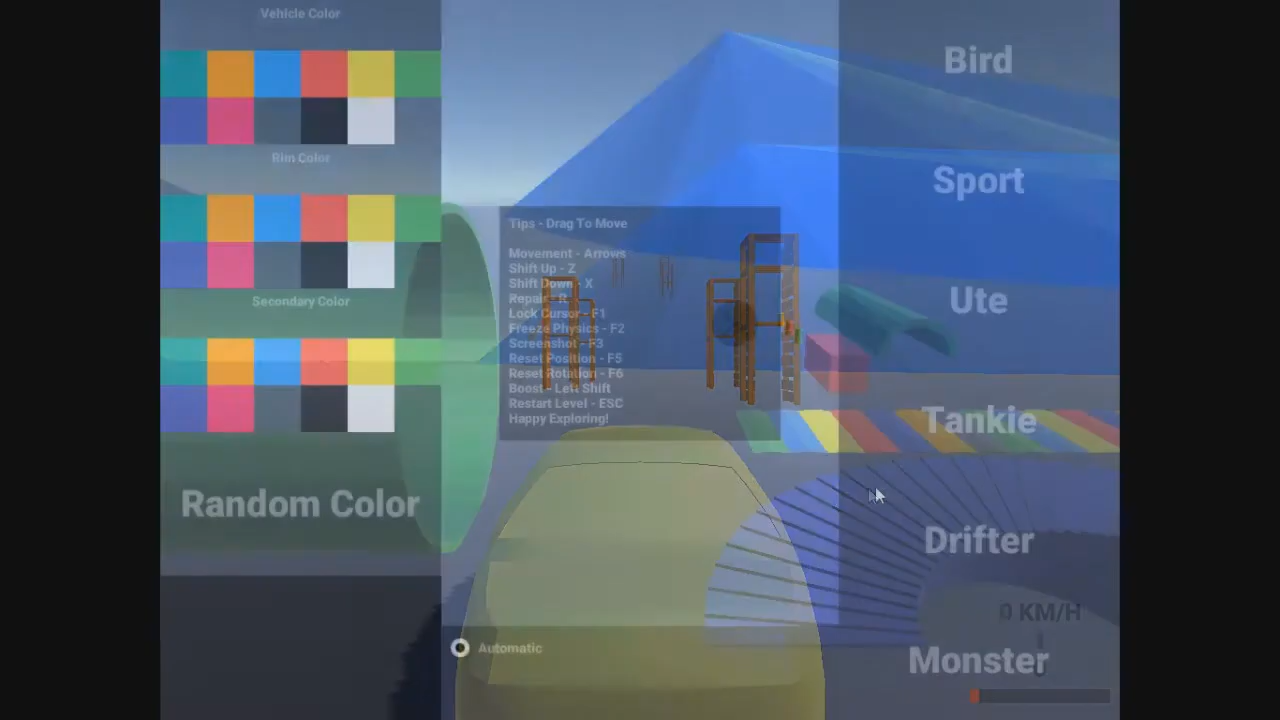 Vehicle Color
Rim Color
Secondary Color
Random Color
Tips - Drag To Move
Movement - Arrows
Shift Up - Z
Shift Down - X
Repair - R
Lock Cursor - F1
Freeze Physics - F2
Screenshot - F3
Reset Position - F5
Reset Rotation - F6
Boost - Left Shift
Restart Level - ESC
Happy Exploring!
Automatic
Bird
Sport
Ute
Tankie
Drifter
0 KM/H
Monster